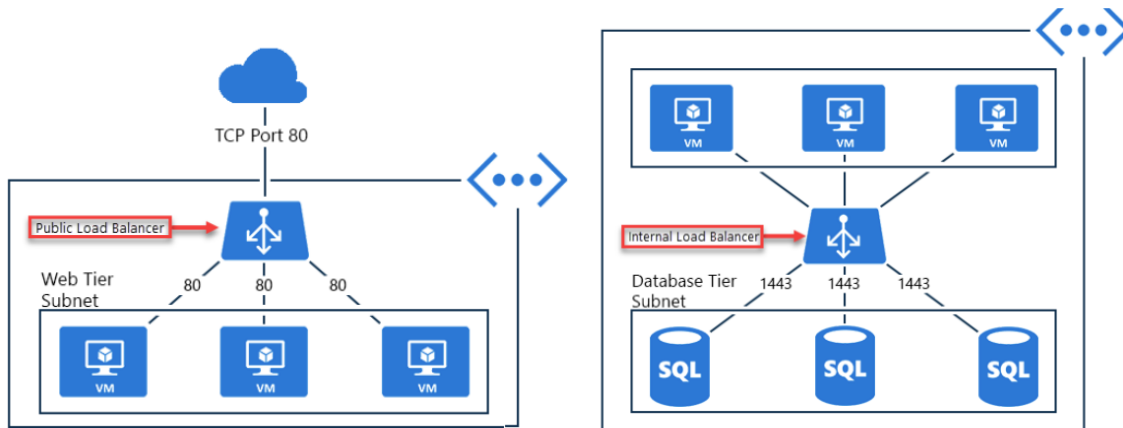 TCP Port 80
Public Load Balancer
Web Tier
Subnet
80 80 80
VM VM VM
VM VM VM
Internal Load Balancer
Database Tier
Subnet
1443 1443 1443
SQL SQL SQL